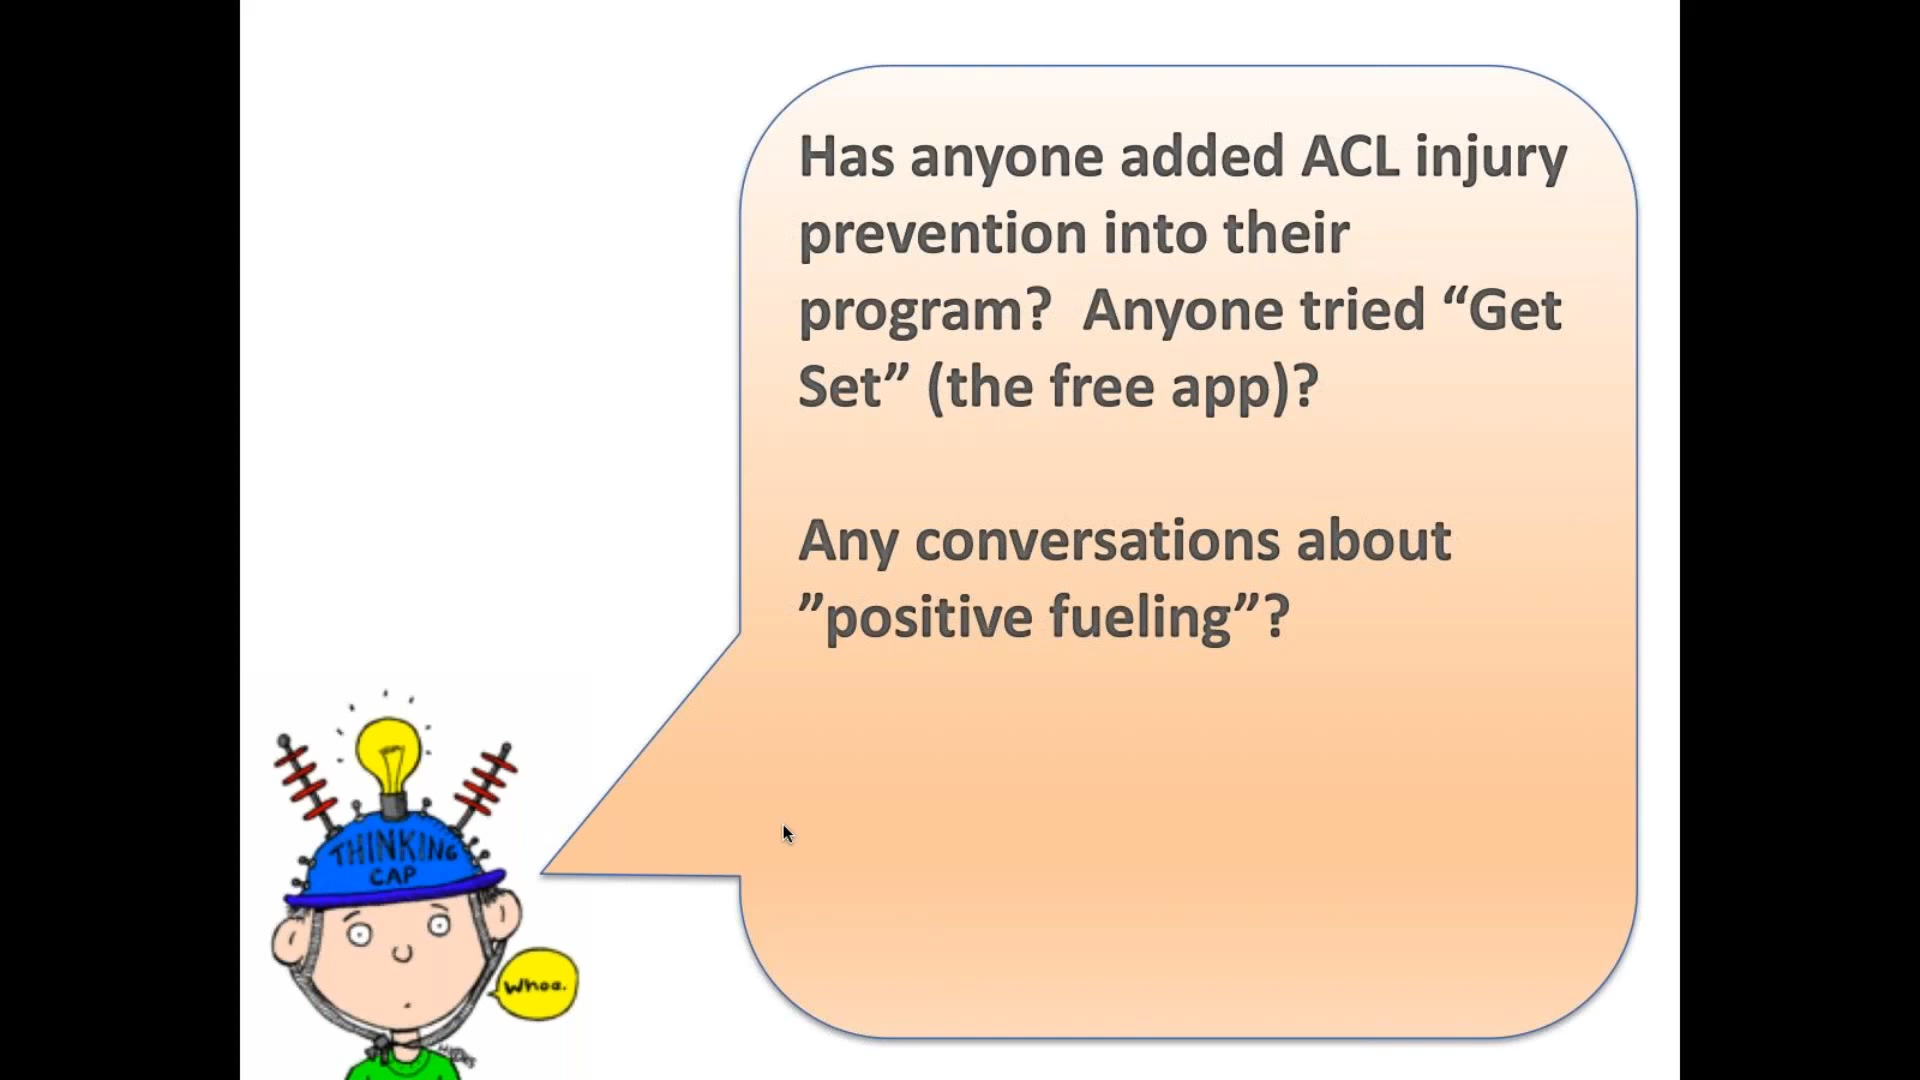 Has anyone added ACL injury
prevention into their
program?  Anyone tried “Get
Set” (the free app)?
Any conversations about
”positive fueling”?
THINKING
CAP
Whoa.